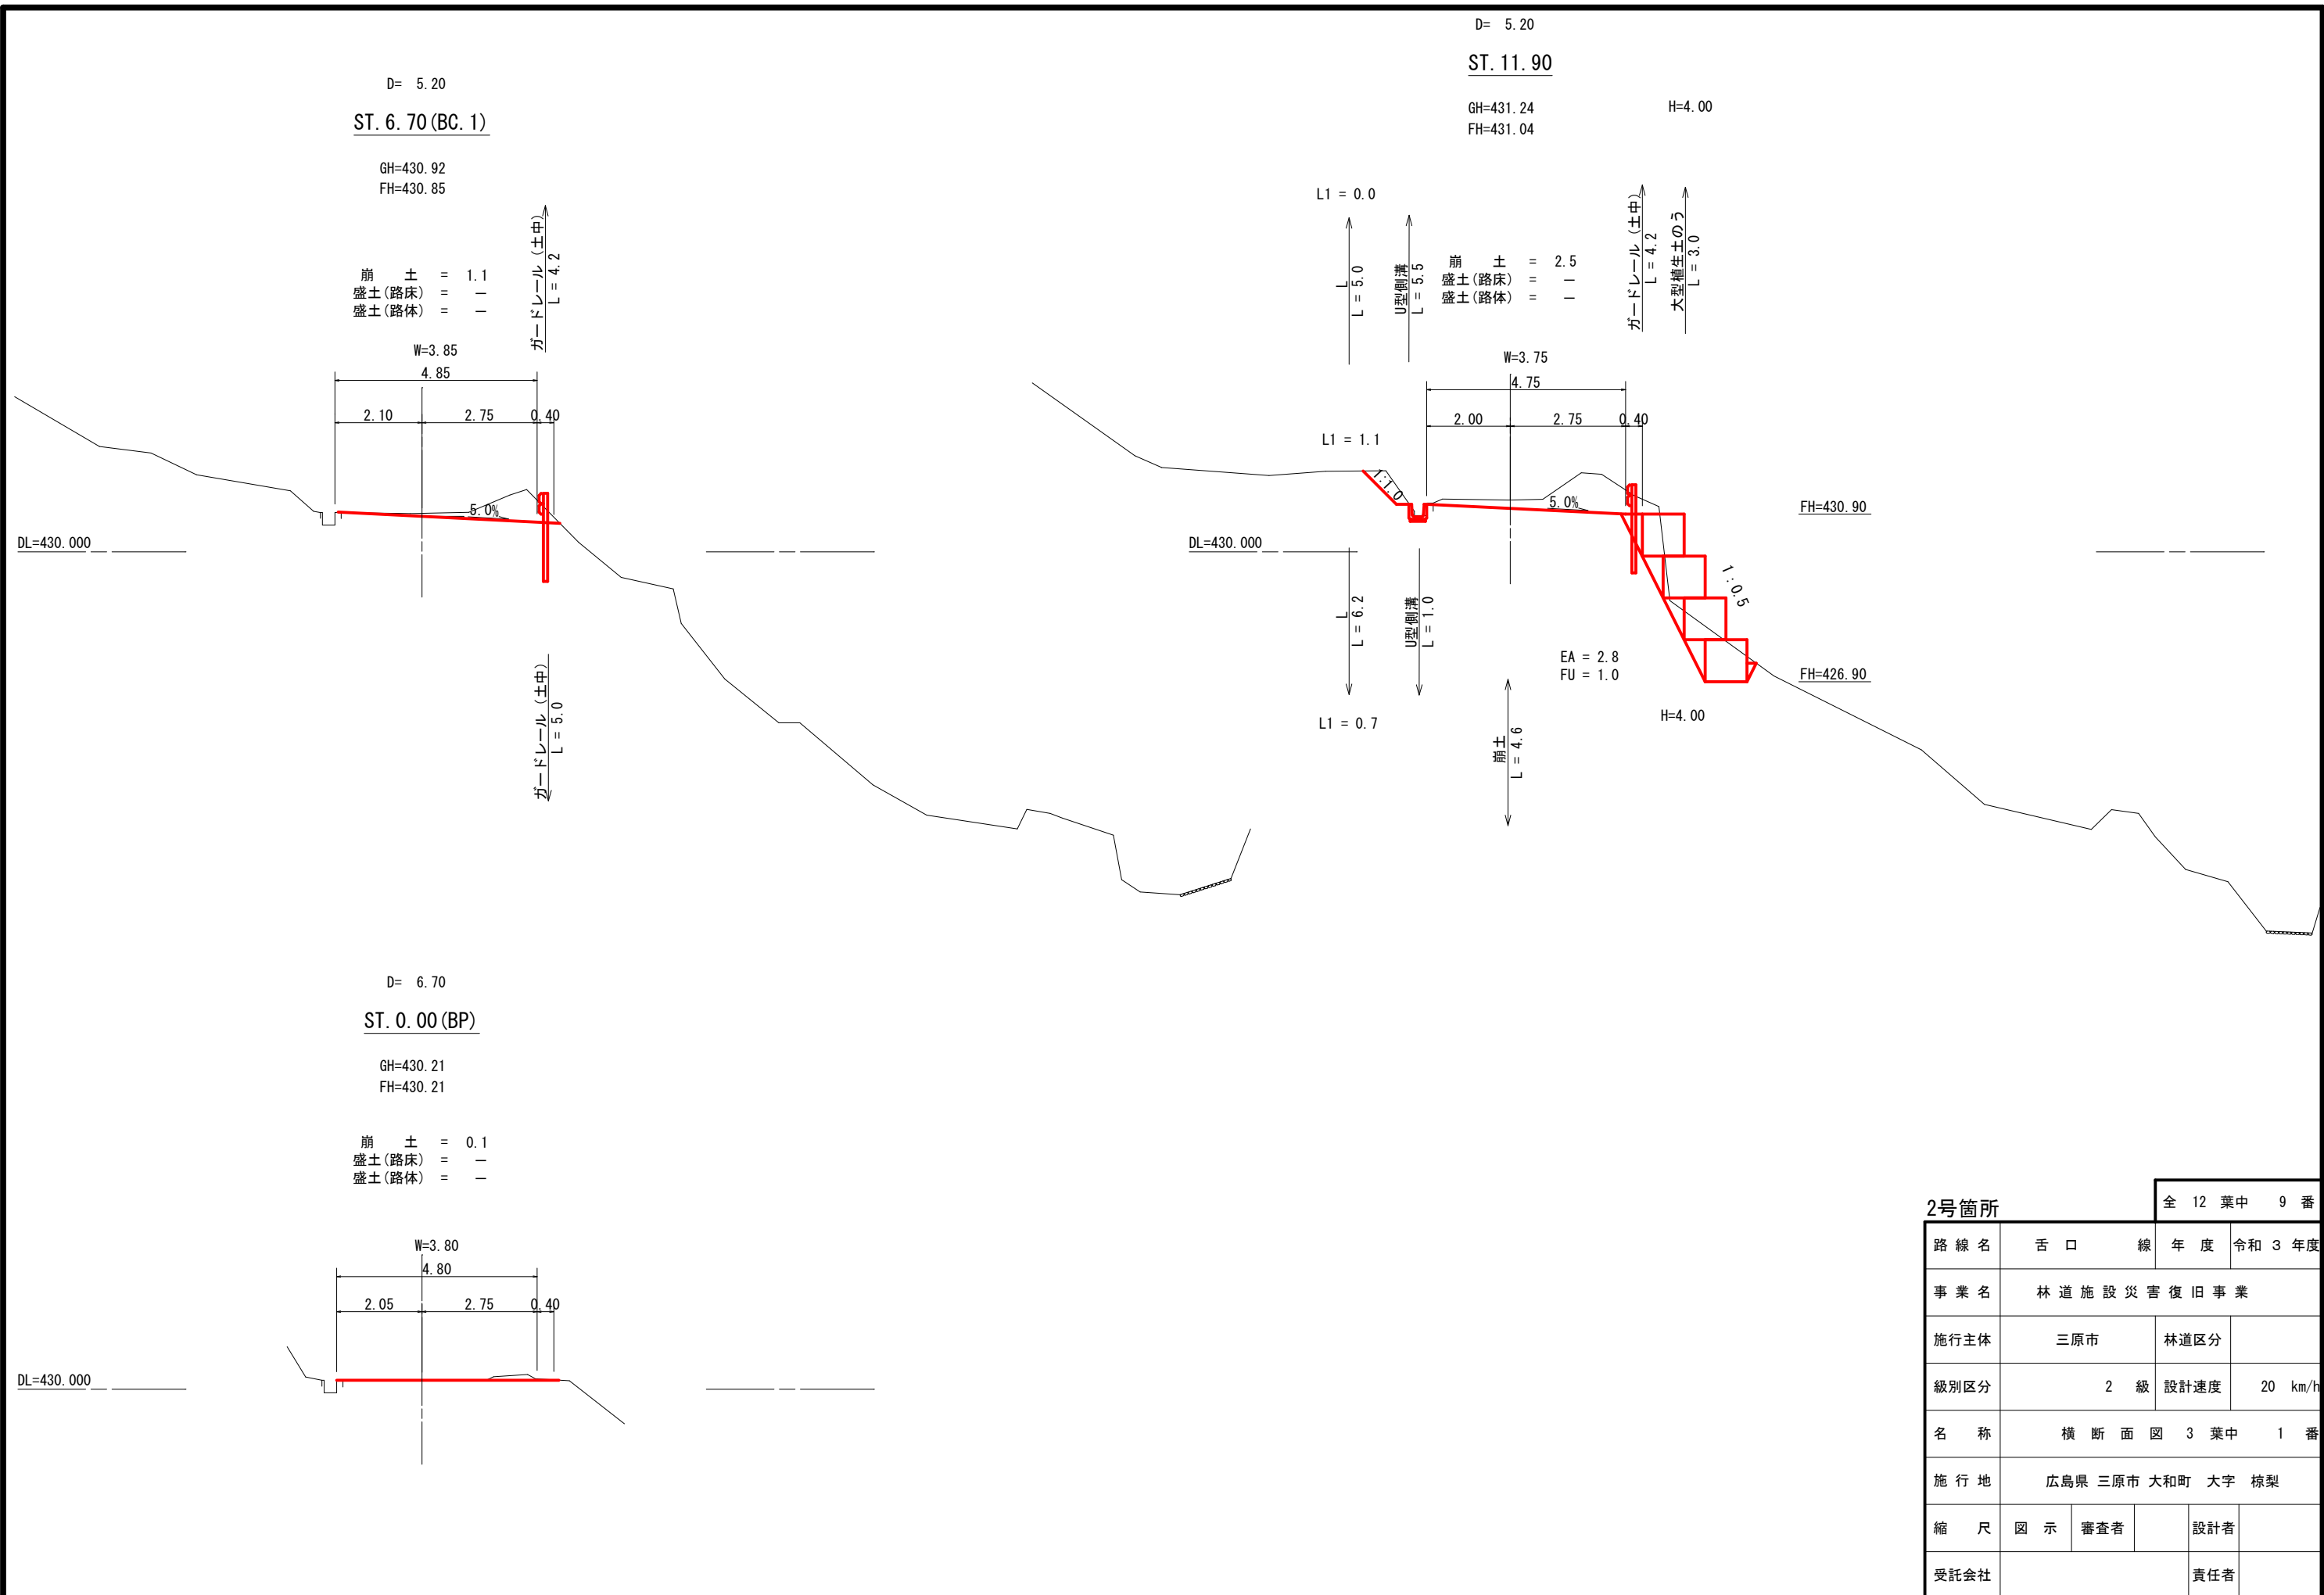 D= 5.20
ST.6.70(BC.1)
GH=430.92
FH=430.85
崩 土 = 1.1
盛土(路床) = －
盛土(路体) = －
ガードレール (土中)
L = 4.2
W=3.85
4.85
2.10 2.75 0.40
5.0%
DL=430.000
ガードレール (土中)
L = 5.0
D= 5.20
ST.11.90
GH=431.24
FH=431.04
H=4.00
L1 = 0.0
L
L = 5.0
U型側溝
L = 5.5
崩 土 = 2.5
盛土(路床) = －
盛土(路体) = －
ガードレール (土中)
L = 4.2
大型植生土のう
L = 3.0
W=3.75
4.75
2.00 2.75 0.40
L1 = 1.1
1:1.0
5.0%
FH=430.90
DL=430.000
1:0.5
L
L = 6.2
U型側溝
L = 1.0
EA = 2.8
FU = 1.0
FH=426.90
H=4.00
L1 = 0.7
崩土
L = 4.6
D= 6.70
ST.0.00(BP)
GH=430.21
FH=430.21
崩 土 = 0.1
盛土(路床) = －
盛土(路体) = －
W=3.80
4.80
2.05 2.75 0.40
DL=430.000
2号箇所 全 12 葉中 9 番
路線名 舌口 線 年度 令和 3 年度
事業名 林道施設災害復旧事業
施行主体 三原市 林道区分
級別区分 2 級 設計速度 20 km/h
名称 横断面図 3 葉中 1 番
施行地 広島県 三原市 大和町 大字 椋梨
縮尺 図示 審査者 設計者
受託会社 責任者